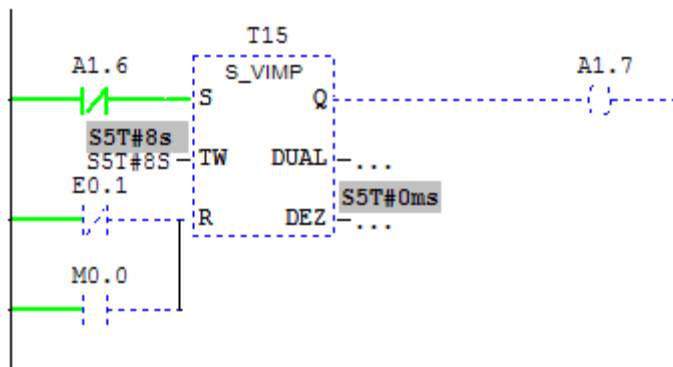 T15
A1.6 S_VIMP A1.7
S Q
S5T#8s
S5T#8S TW DUAL ...
E0.1 S5T#0ms
R DEZ ...
M0.0